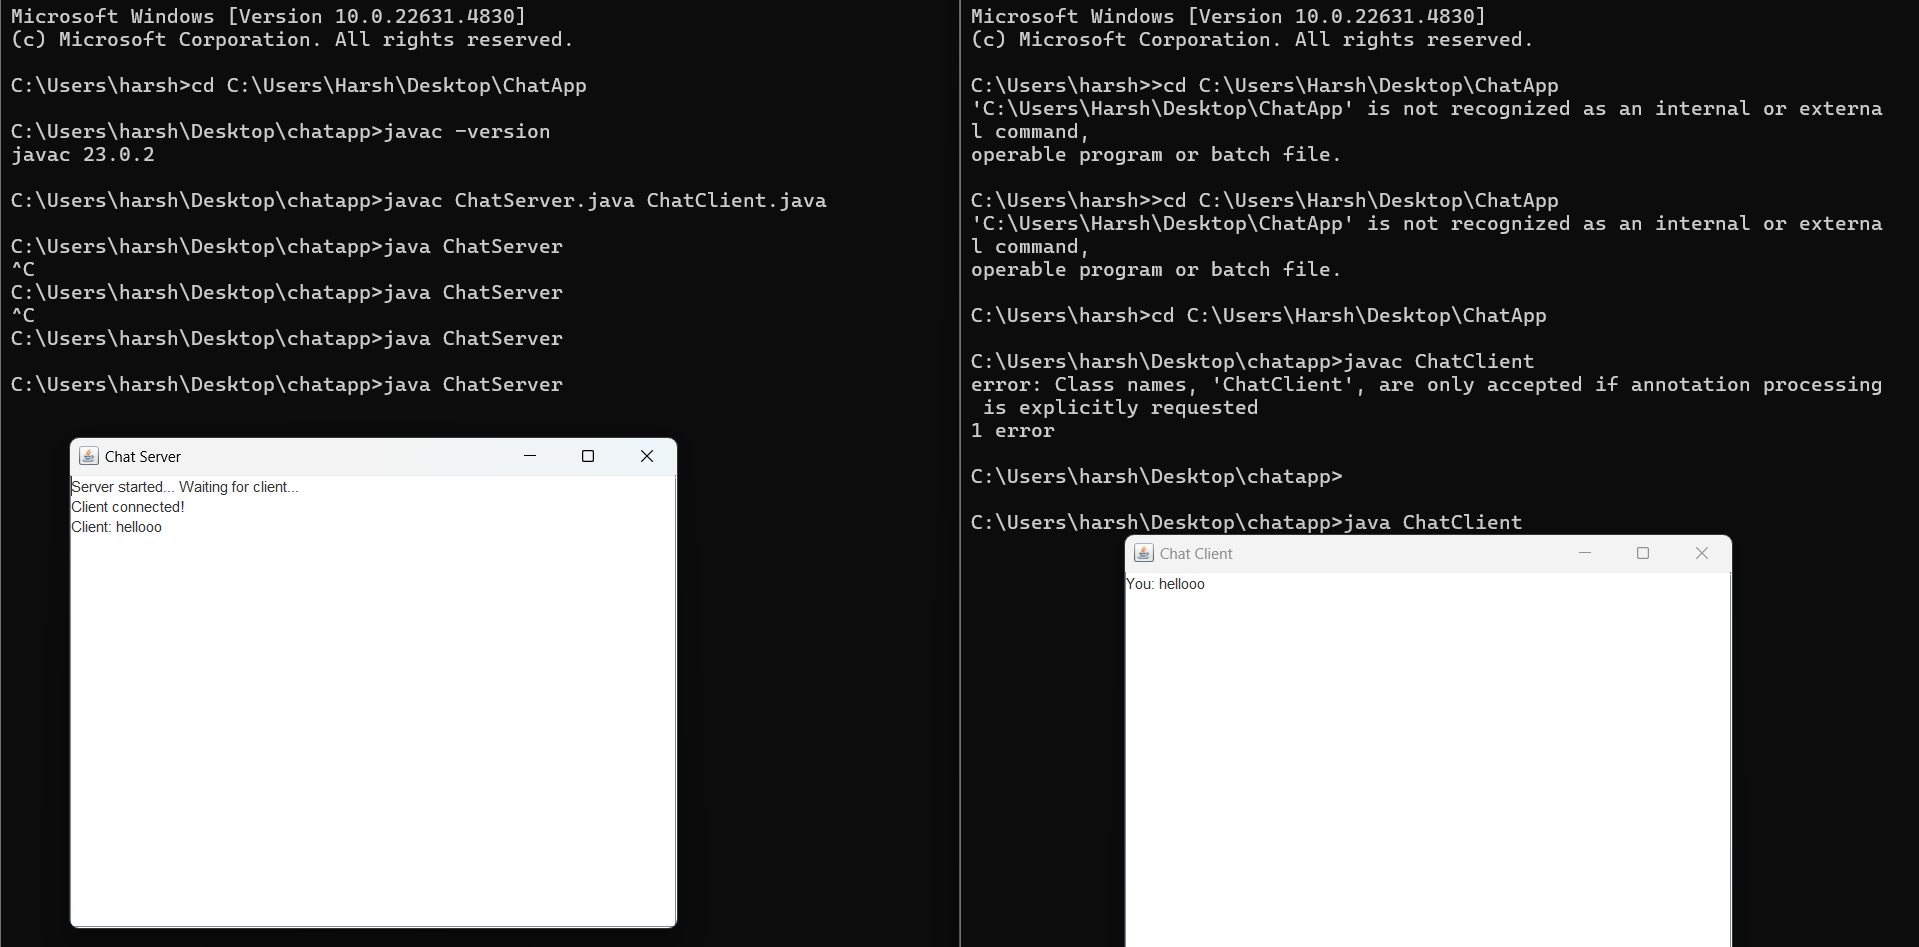 Microsoft Windows [Version 10.0.22631.4830]
(c) Microsoft Corporation. All rights reserved.
C:\Users\harsh>cd C:\Users\Harsh\Desktop\ChatApp
C:\Users\harsh\Desktop\chatapp>javac -version
javac 23.0.2
C:\Users\harsh\Desktop\chatapp>javac ChatServer.java ChatClient.java
C:\Users\harsh\Desktop\chatapp>java ChatServer
^C
C:\Users\harsh\Desktop\chatapp>java ChatServer
^C
C:\Users\harsh\Desktop\chatapp>java ChatServer
C:\Users\harsh\Desktop\chatapp>java ChatServer
Chat Server
Server started... Waiting for client...
Client connected!
Client: hellooo
Microsoft Windows [Version 10.0.22631.4830]
(c) Microsoft Corporation. All rights reserved.
C:\Users\harsh>>cd C:\Users\Harsh\Desktop\ChatApp
'C:\Users\Harsh\Desktop\ChatApp' is not recognized as an internal or externa
l command,
operable program or batch file.
C:\Users\harsh>>cd C:\Users\Harsh\Desktop\ChatApp
'C:\Users\Harsh\Desktop\ChatApp' is not recognized as an internal or externa
l command,
operable program or batch file.
C:\Users\harsh>cd C:\Users\Harsh\Desktop\ChatApp
C:\Users\harsh\Desktop\chatapp>javac ChatClient
error: Class names, 'ChatClient', are only accepted if annotation processing
 is explicitly requested
1 error
C:\Users\harsh\Desktop\chatapp>
C:\Users\harsh\Desktop\chatapp>java ChatClient
Chat Client
You: hellooo